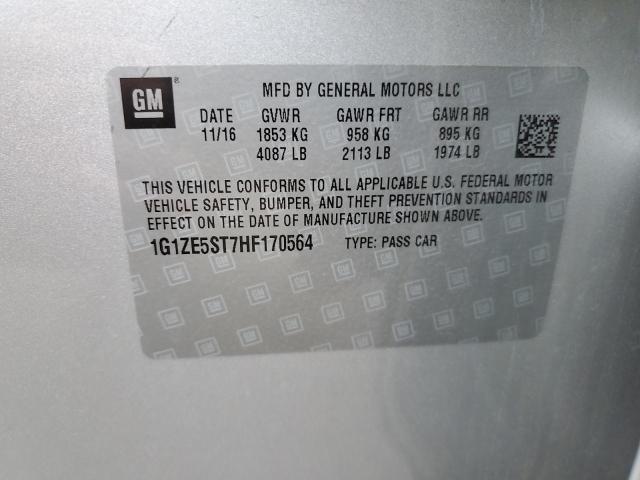 GM
MFD BY GENERAL MOTORS LLC
DATE GVWR GAWR FRT GAWR RR
11/16 1853 KG 958 KG 895 KG
4087 LB 2113 LB 1974 LB
THIS VEHICLE CONFORMS TO ALL APPLICABLE U.S. FEDERAL MOTOR
VEHICLE SAFETY, BUMPER, AND THEFT PREVENTION STANDARDS IN
EFFECT ON THE DATE OF MANUFACTURE SHOWN ABOVE.
1G1ZE5ST7HF170564 TYPE: PASS CAR